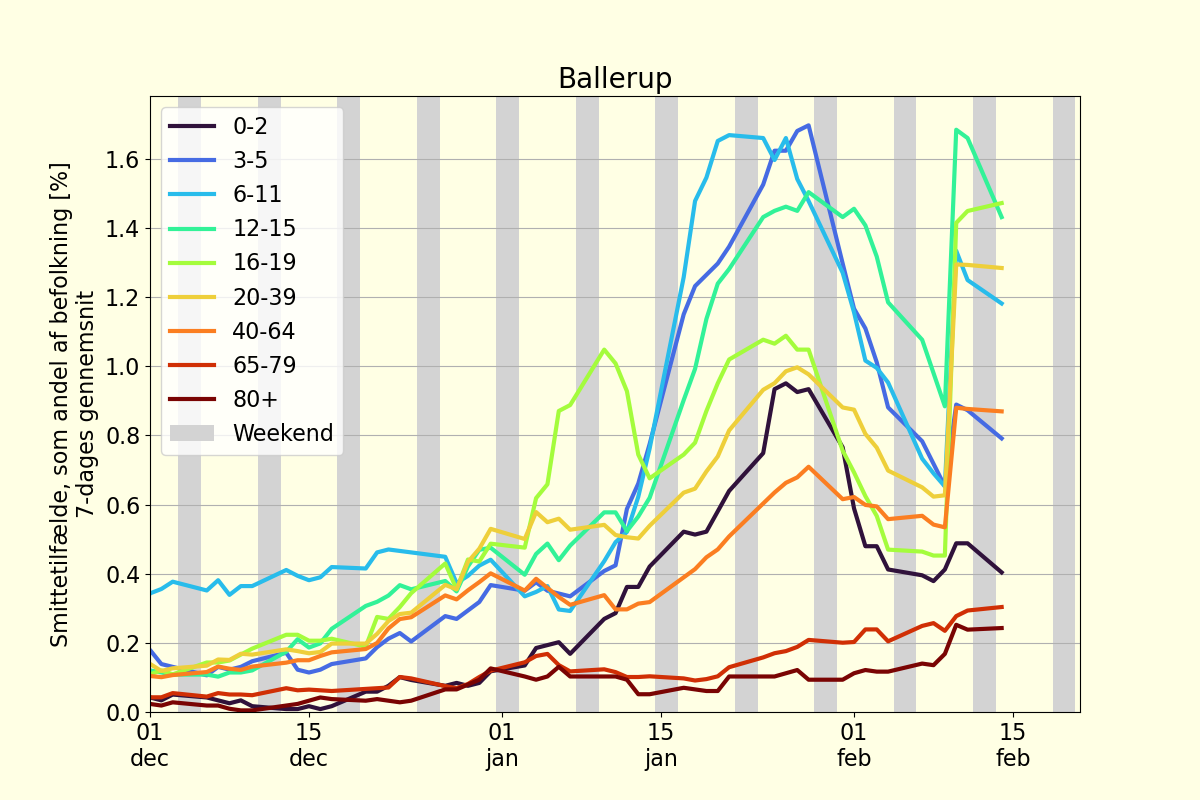 Ballerup
Smittetilfælde, som andel af befolkning [%]
7-dages gennemsnit
1.6
1.4
1.2
1.0
0.8
0.6
0.4
0.2
0.0
0-2
3-5
6-11
12-15
16-19
20-39
40-64
65-79
80+
Weekend
01
dec
15
dec
01
jan
15
jan
01
feb
15
feb